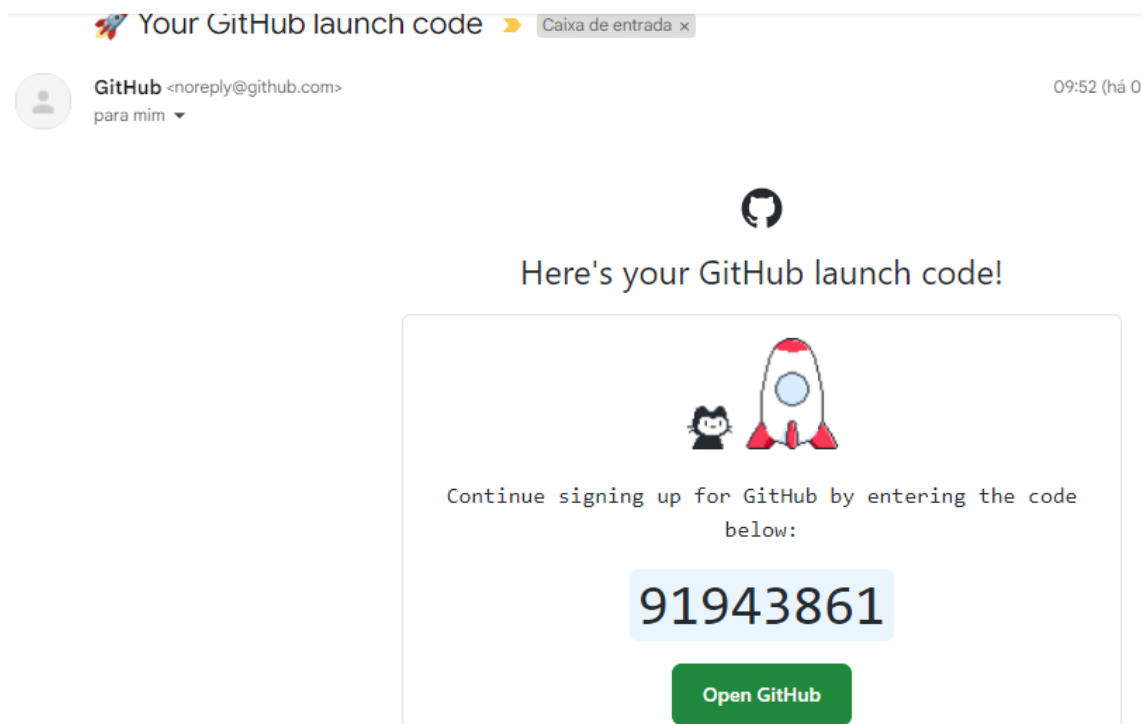 🚀 Your GitHub launch code
Caixa de entrada ×
GitHub <noreply@github.com>
09:52 (há 0
para mim
Here's your GitHub launch code!
Continue signing up for GitHub by entering the code
below:
91943861
Open GitHub